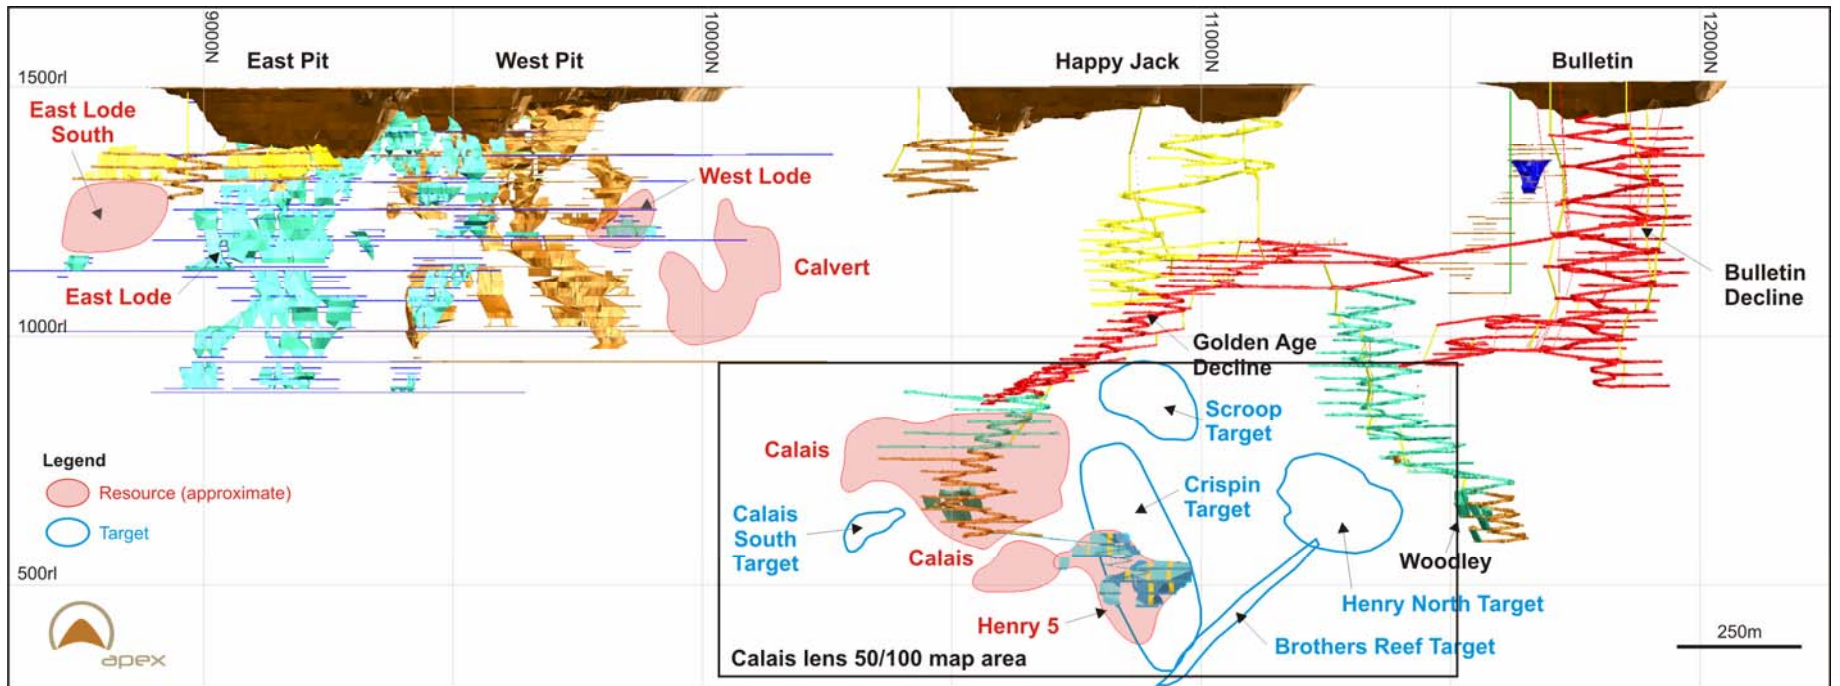 9000N
10000N
11000N
12000N
East Pit
West Pit
Happy Jack
Bulletin
1500rl
East Lode
South
West Lode
Calvert
East Lode
Bulletin
Decline
1000rl
Golden Age
Decline
Scroop
Target
Calais
Legend
Resource (approximate)
Target
Crispin
Target
Calais
South
Target
Calais
Woodley
500rl
Henry North Target
Henry 5
Brothers Reef Target
250m
Calais lens 50/100 map area
apex